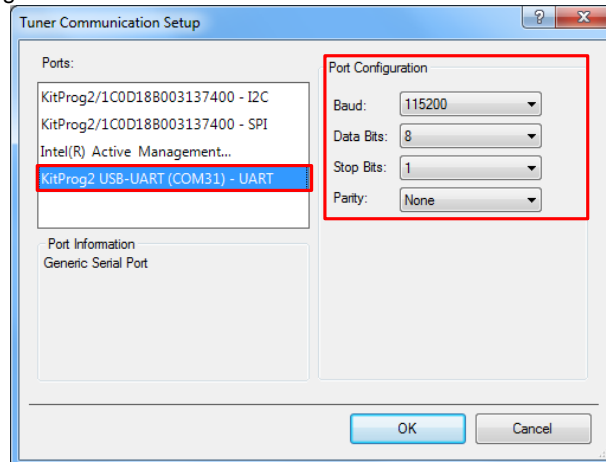 Tuner Communication Setup
Ports:
KitProg2/1C0D18B003137400 - I2C
KitProg2/1C0D18B003137400 - SPI
Intel(R) Active Management...
KitProg2 USB-UART (COM31) - UART
Port Information
Generic Serial Port
Port Configuration
Baud: 115200
Data Bits: 8
Stop Bits: 1
Parity: None
OK Cancel